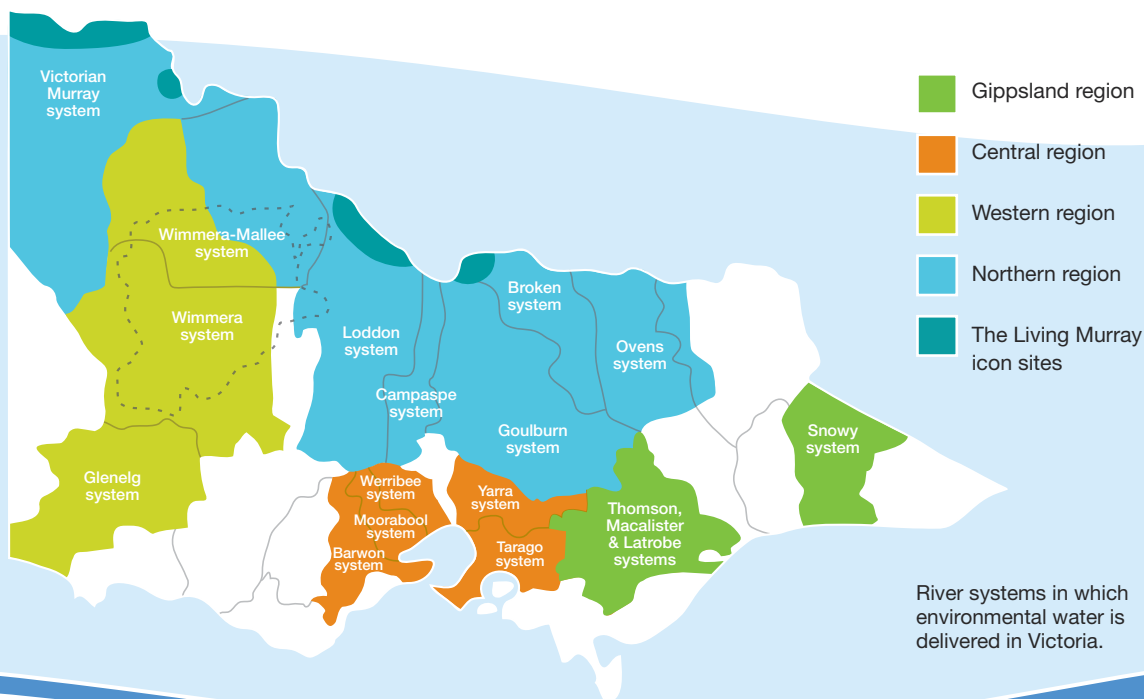 Victorian
Murray
system
Wimmera-Mallee
system
Wimmera
system
Glenelg
system
Loddon
system
Campaspe
system
Broken
system
Goulburn
system
Ovens
system
Werribee
system
Moorabool
system
Barwon
system
Yarra
system
Tarago
system
Thomson,
Macalister
& Latrobe
systems
Snowy
system
Gippsland region
Central region
Western region
Northern region
The Living Murray
icon sites
River systems in which
environmental water is
delivered in Victoria.